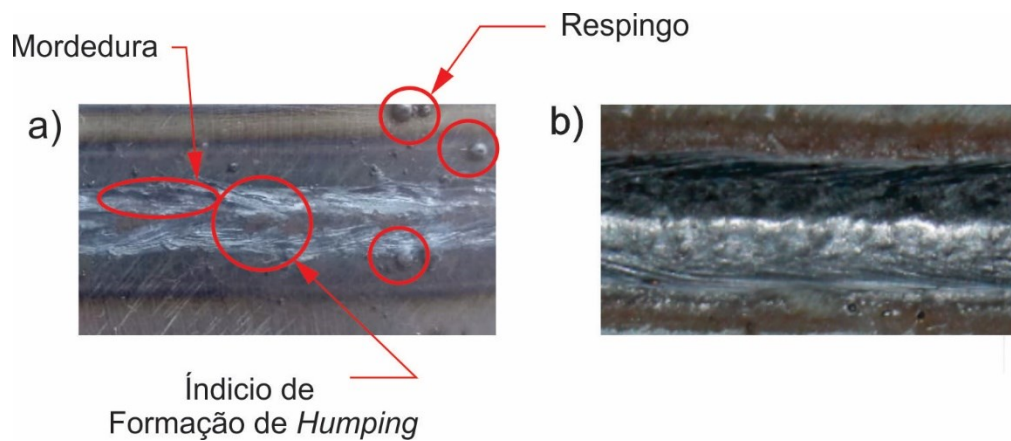 Respingo
Mordedura
a)
b)
Índicio de
Formação de Humping